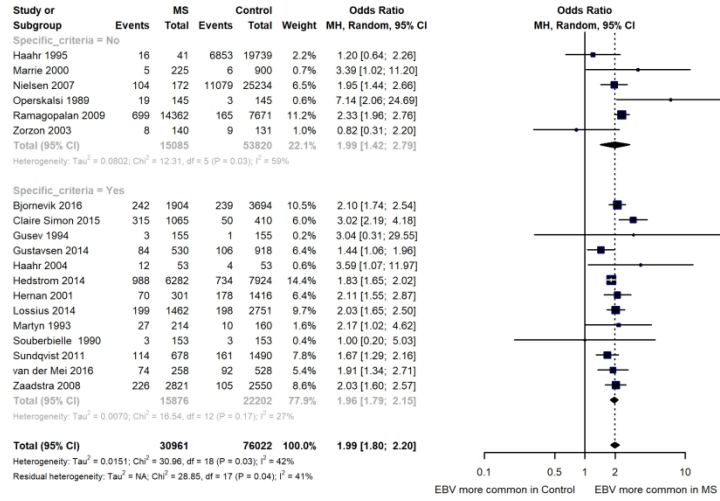 Study or MS Control Odds Ratio Odds Ratio
Subgroup Events Total Events Total Weight MH, Random, 95% CI MH, Random, 95% CI
Specific_criteria = No
Haahr 1995 16 41 6853 19739 2.2% 1.20 [0.64; 2.26]
Marrie 2000 5 225 6 900 0.7% 3.39 [1.02; 11.20]
Nielsen 2007 104 172 11079 25234 7.0% 1.95 [1.44; 2.66]
Operskalsi 1989 19 145 3 145 0.6% 7.14 [2.06; 24.69]
Ramagopalan 2009 699 14362 165 7671 11.2% 2.33 [1.96; 2.76]
Zorzon 2003 8 140 9 131 0.4% 0.82 [0.31; 2.20]
Total (95% CI) 15085 53820 22.1% 1.99 [1.42; 2.79]
Heterogeneity: Tau² = 0.0802; Chi² = 12.31, df = 5 (P = 0.03); I² = 59%
Specific_criteria = Yes
Bjornevik 2016 242 1904 239 3694 10.5% 2.10 [1.74; 2.54]
Claire Simon 2015 315 1065 50 410 6.0% 3.02 [2.19; 4.18]
Gusev 1994 3 155 1 155 0.2% 3.04 [0.31; 29.55]
Gustavsen 2014 84 530 106 918 6.5% 1.44 [1.06; 1.96]
Haahr 2004 12 53 4 53 0.7% 3.59 [1.07; 11.97]
Hedstrom 2014 988 6282 734 7924 14.4% 1.83 [1.65; 2.02]
Hernan 2001 70 301 178 1416 6.6% 2.11 [1.55; 2.87]
Lossius 2014 199 1462 198 2751 9.6% 2.03 [1.65; 2.50]
Martyn 1993 27 214 10 160 1.6% 2.17 [1.02; 4.62]
Souberbielle 1990 3 153 3 153 0.4% 1.00 [0.20; 5.03]
Sundqvist 2011 114 678 161 1490 8.0% 1.67 [1.29; 2.16]
van der Mei 2016 74 258 92 528 5.6% 1.91 [1.34; 2.71]
Zaadstra 2008 226 2821 105 2550 8.6% 2.03 [1.60; 2.57]
Total (95% CI) 15876 22202 77.9% 1.96 [1.79; 2.15]
Heterogeneity: Tau² = 0.0070; Chi² = 16.54, df = 12 (P = 0.17); I² = 27%
Total (95% CI) 30961 76022 100.0% 1.99 [1.80; 2.20]
Heterogeneity: Tau² = 0.0151; Chi² = 30.96, df = 18 (P = 0.03); I² = 42%
Residual heterogeneity: Tau² = NA; Chi² = 28.85, df = 17 (P = 0.04); I² = 41%
0.1 0.5 1 2 10
EBV more common in Control EBV more common in MS